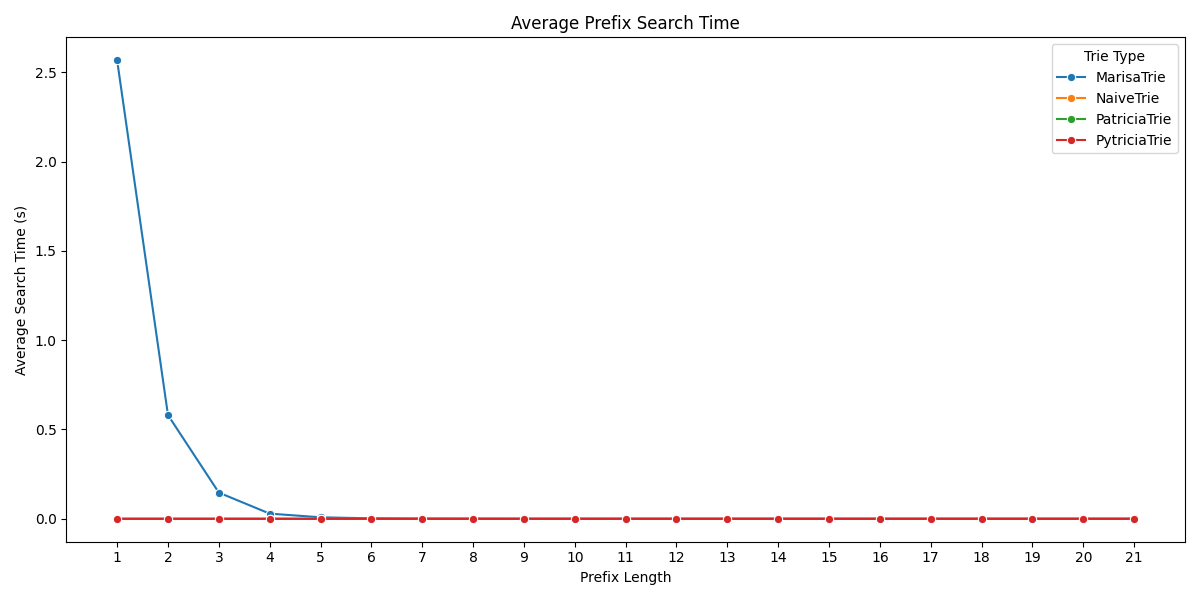 Average Prefix Search Time
Trie Type
MarisaTrie
NaiveTrie
PatriciaTrie
PytriciaTrie
Average Search Time (s)
2.5
2.0
1.5
1.0
0.5
0.0
1 2 3 4 5 6 7 8 9 10 11 12 13 14 15 16 17 18 19 20 21
Prefix Length